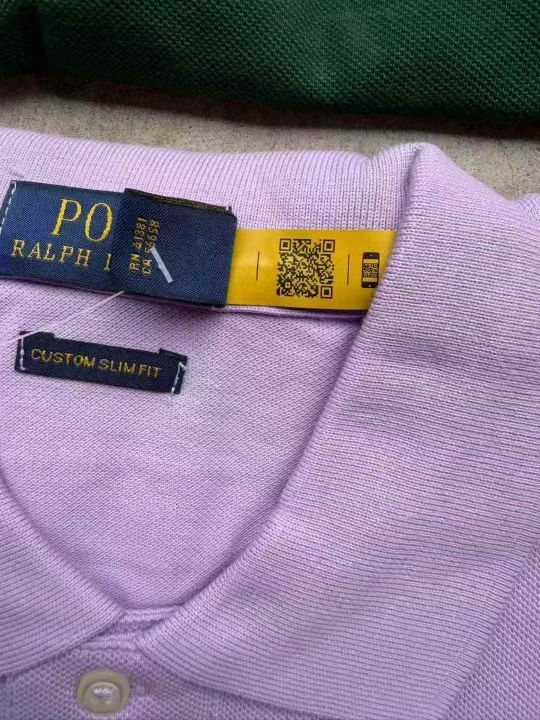 PO
RALPH L
RN 41381
CA 56658
CUSTOM SLIM FIT